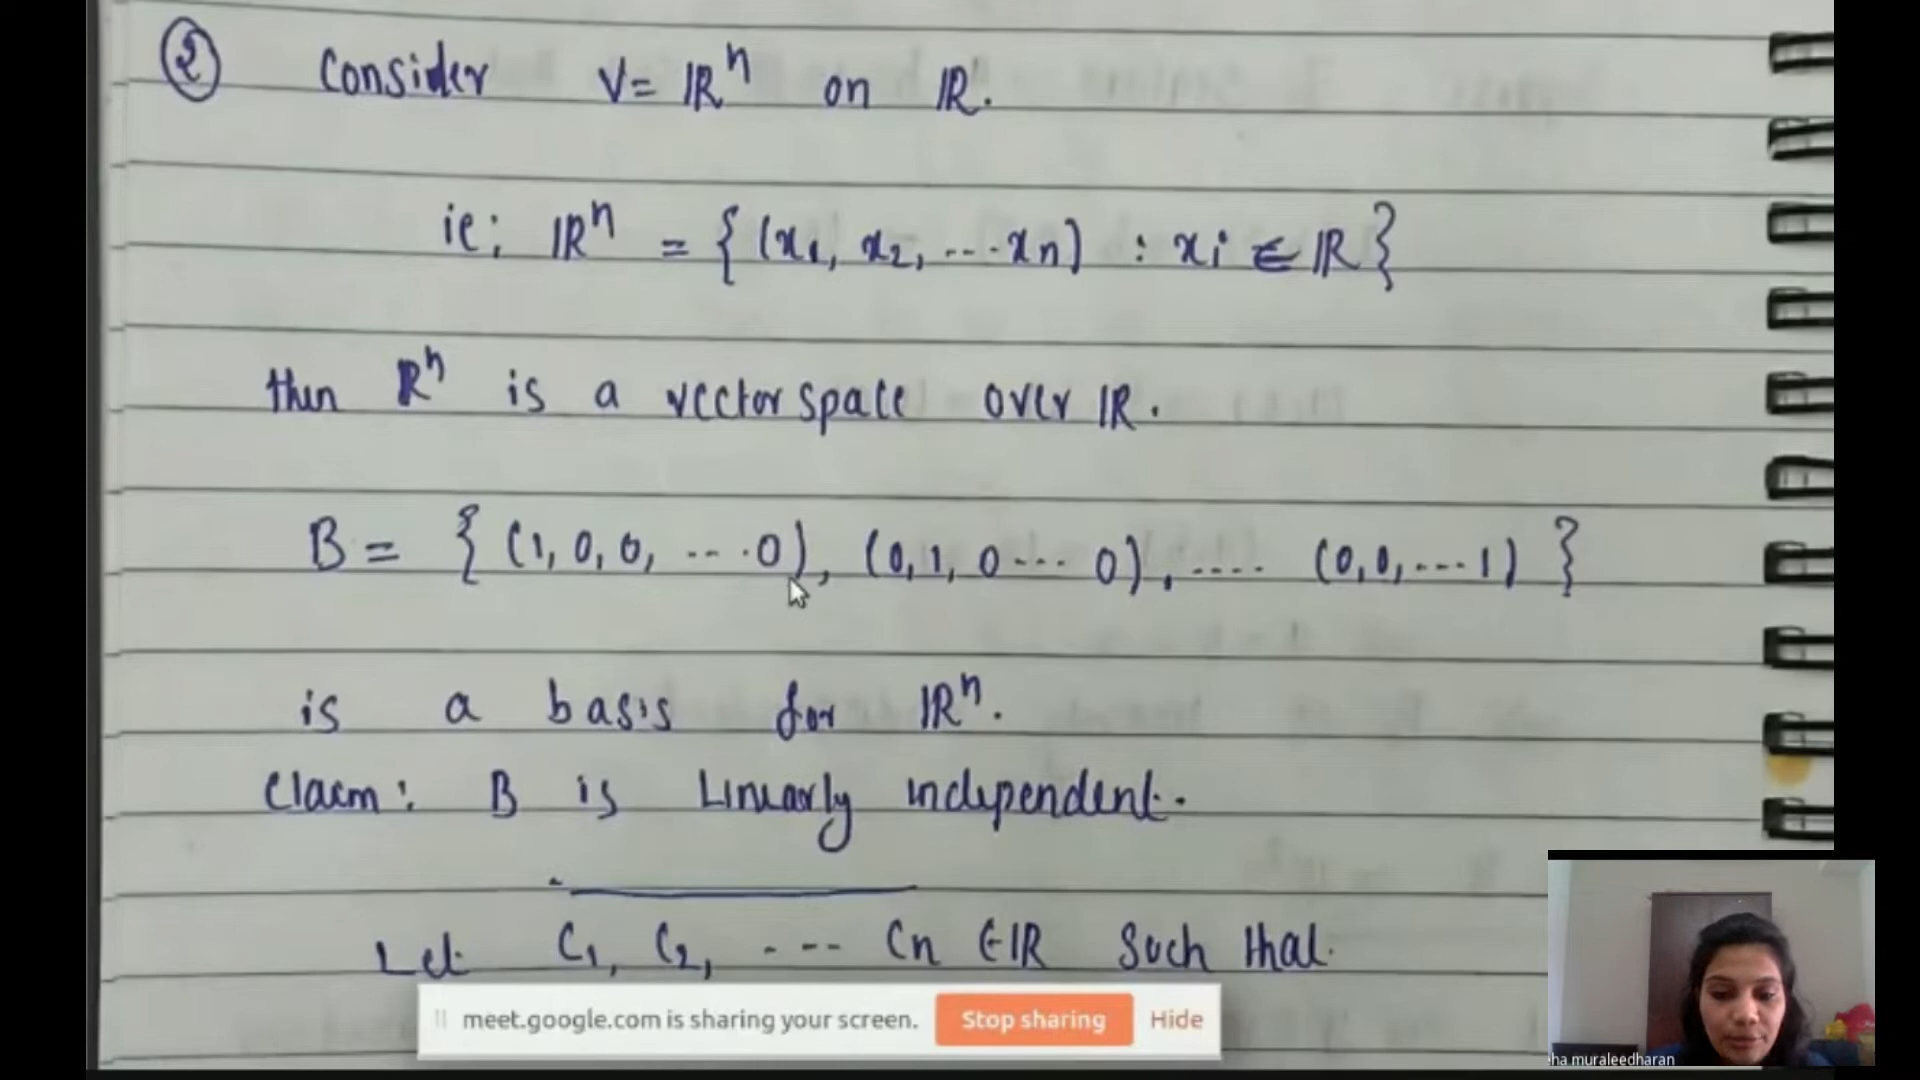 ② Consider V = ℝⁿ on ℝ.
ie; ℝⁿ = {(x₁, x₂, ... xn) : xi ∈ ℝ}
then ℝⁿ is a vector space over ℝ.
B = {(1, 0, 0, ... 0), (0, 1, 0 ... 0), .... (0, 0, ... 1)}
is a basis for ℝⁿ.
Claim: B is Linearly independent.
Let C₁, C₂, --- Cn ∈ ℝ Such that
meet.google.com is sharing your screen. Stop sharing Hide
ha muraleedharan